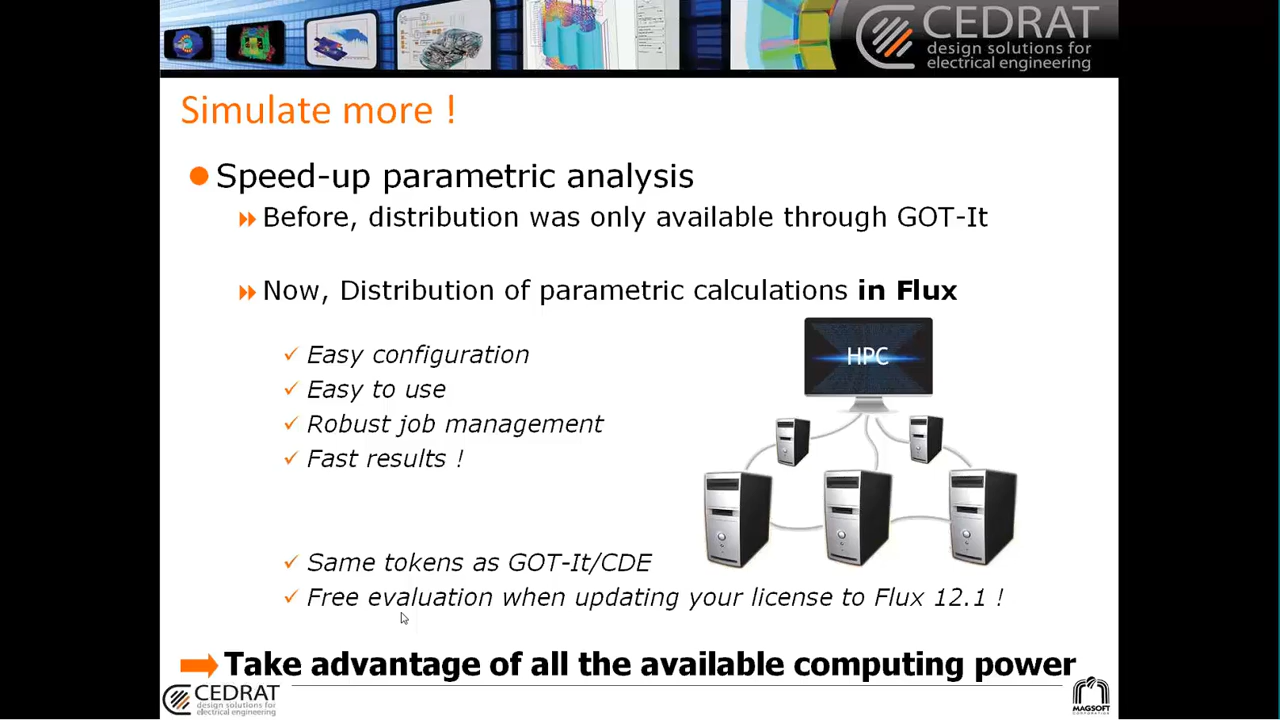 CEDRAT
design solutions for
electrical engineering
Simulate more !
Speed-up parametric analysis
Before, distribution was only available through GOT-It
Now, Distribution of parametric calculations in Flux
HPC
Easy configuration
Easy to use
Robust job management
Fast results !
Same tokens as GOT-It/CDE
Free evaluation when updating your license to Flux 12.1 !
Take advantage of all the available computing power
CEDRAT
design solutions for
electrical engineering
MAGSOFT
CORPORATION